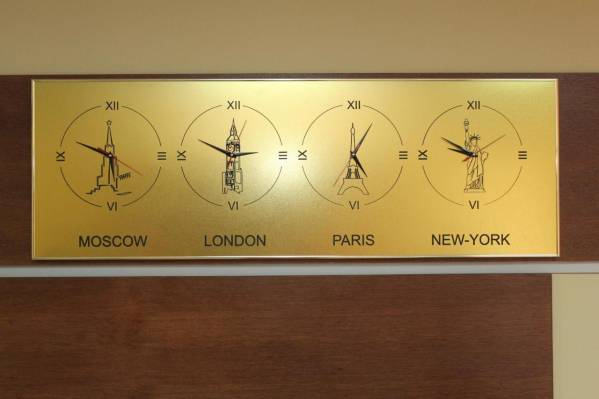 XII XII XII XII
IX III IX III IX III IX III
VI VI VI VI
MOSCOW LONDON PARIS NEW-YORK